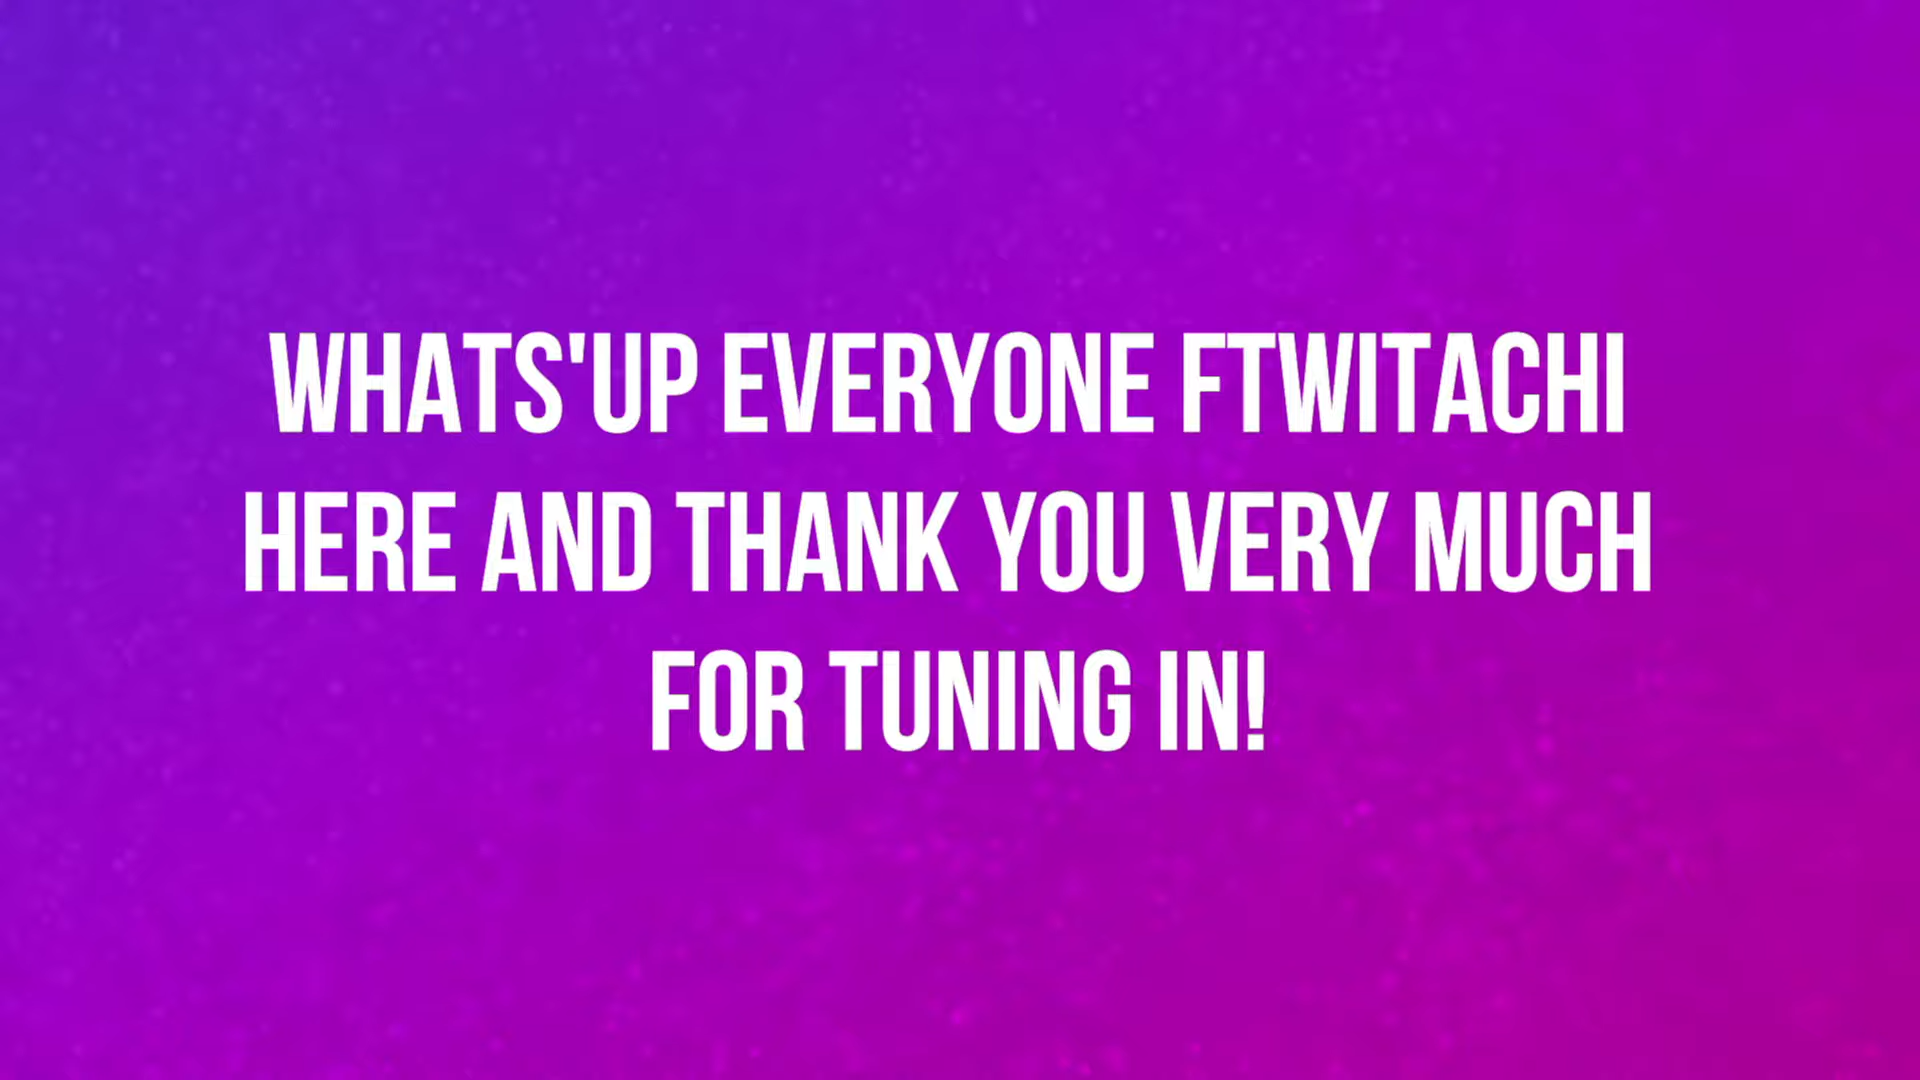 WHATS'UP EVERYONE FTWITACHI
HERE AND THANK YOU VERY MUCH
FOR TUNING IN!